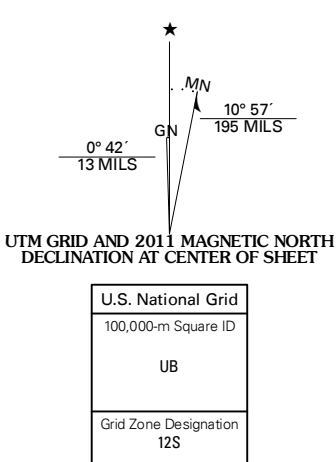 MN
GN
10° 57´
195 MILS
0° 42´
13 MILS
UTM GRID AND 2011 MAGNETIC NORTH
DECLINATION AT CENTER OF SHEET
U.S. National Grid
100,000-m Square ID
UB
Grid Zone Designation
12S